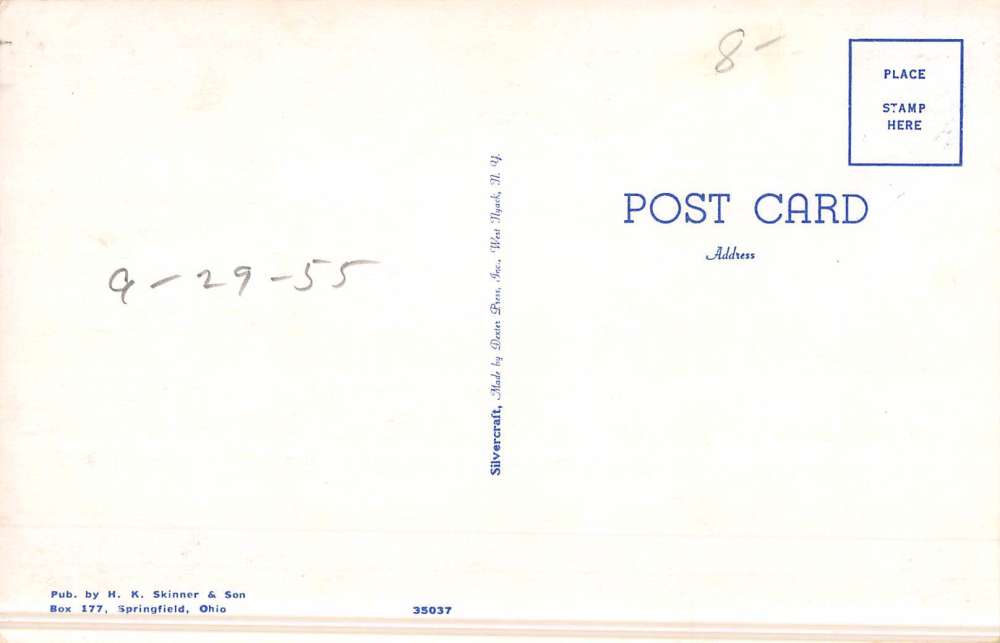 8-
PLACE
STAMP
HERE
POST CARD
Address
9-29-55
Silvercraft, Made by Dexter Press, Inc., West Nyack, N. Y.
Pub. by H. K. Skinner & Son
Box 177, Springfield, Ohio
35037